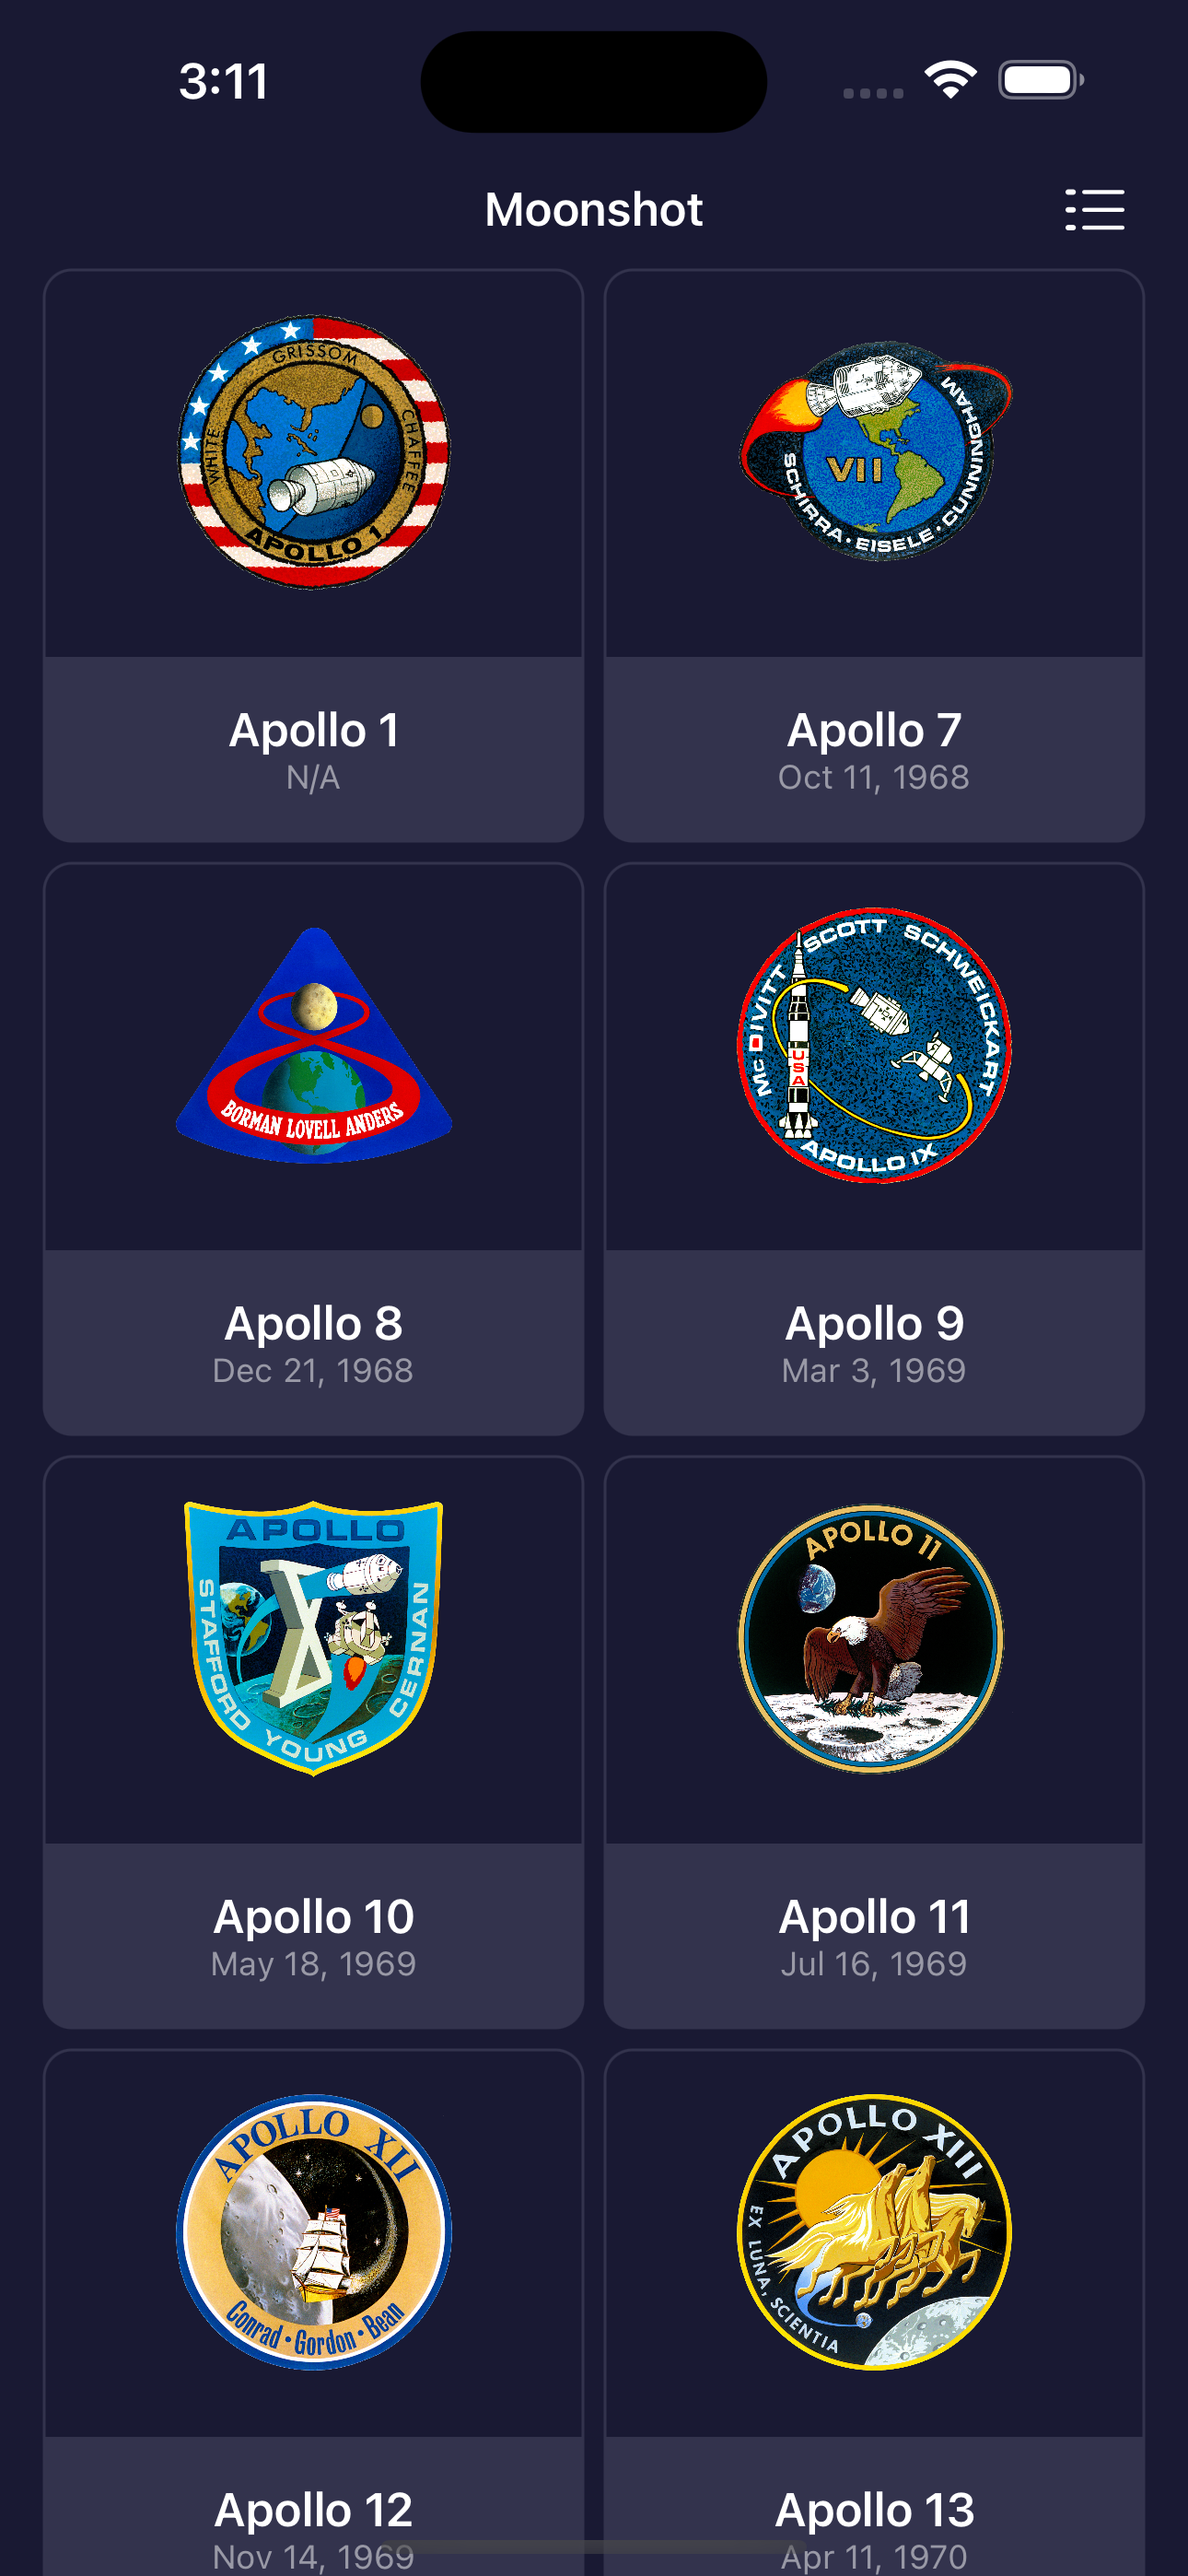 3:11
Moonshot
GRISSOM
WHITE
CHAFFEE
APOLLO 1
VII
SCHIRRA • EISELE • CUNNINGHAM
Apollo 1
N/A
Apollo 7
Oct 11, 1968
BORMAN LOVELL ANDERS
McDIVITT SCOTT SCHWEICKART
USA
APOLLO IX
Apollo 8
Dec 21, 1968
Apollo 9
Mar 3, 1969
APOLLO
X
STAFFORD YOUNG CERNAN
APOLLO 11
Apollo 10
May 18, 1969
Apollo 11
Jul 16, 1969
APOLLO XII
Conrad • Gordon • Bean
APOLLO XIII
EX LUNA, SCIENTIA
Apollo 12
Nov 14, 1969
Apollo 13
Apr 11, 1970